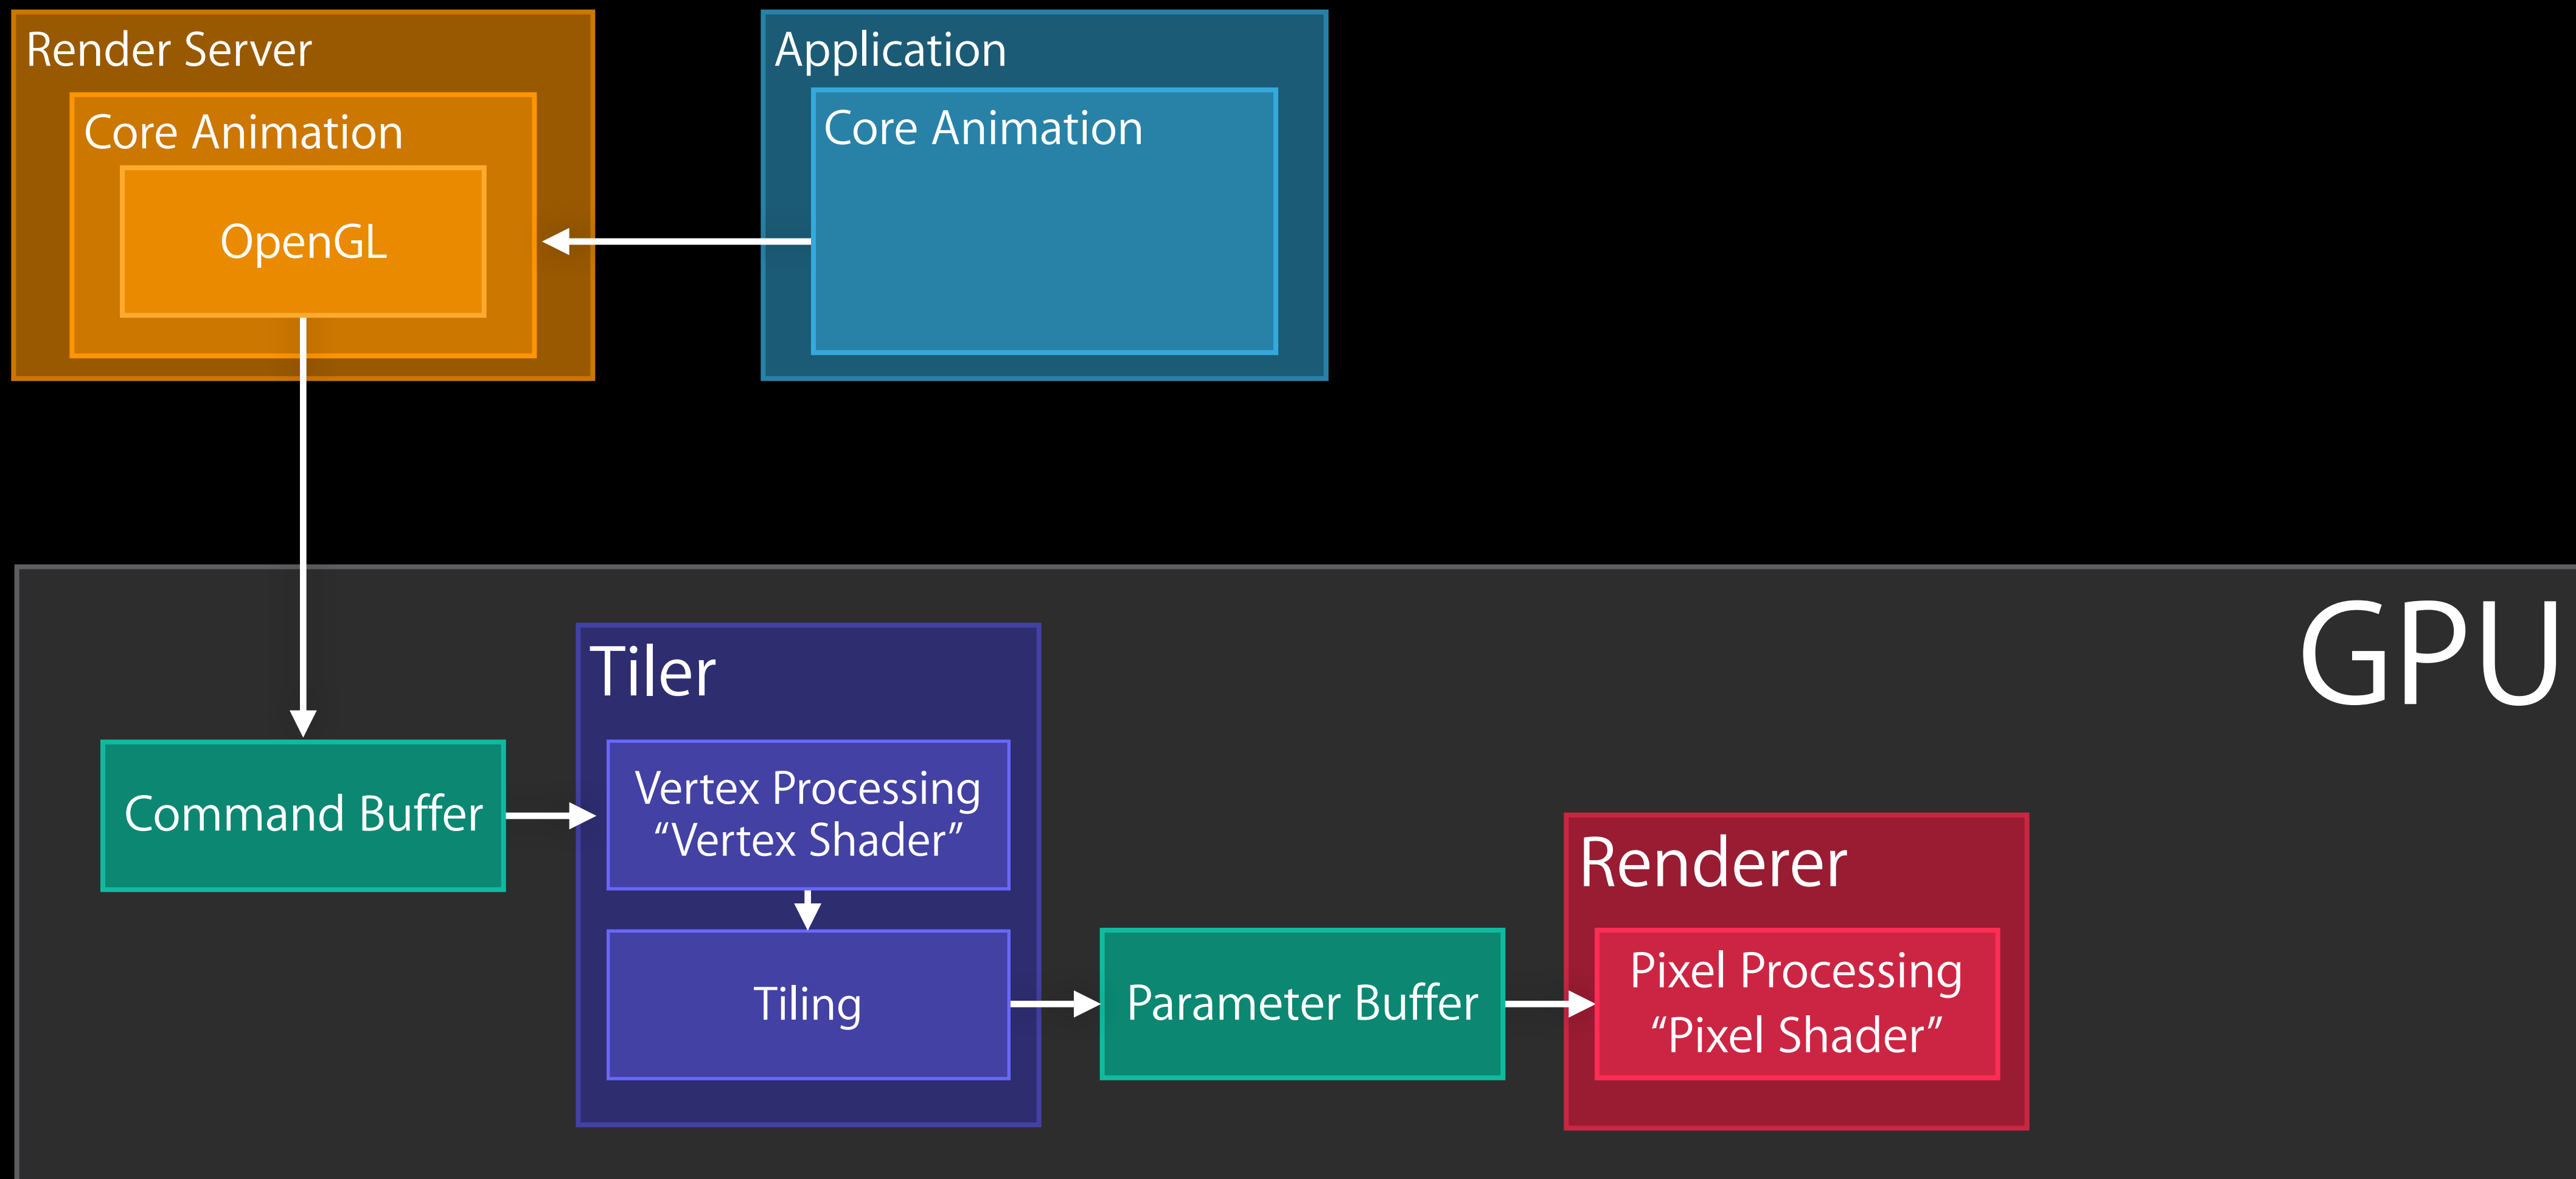 Render Server
Core Animation
OpenGL
Application
Core Animation
GPU
Command Buffer
Tiler
Vertex Processing
“Vertex Shader”
Tiling
Parameter Buffer
Renderer
Pixel Processing
“Pixel Shader”